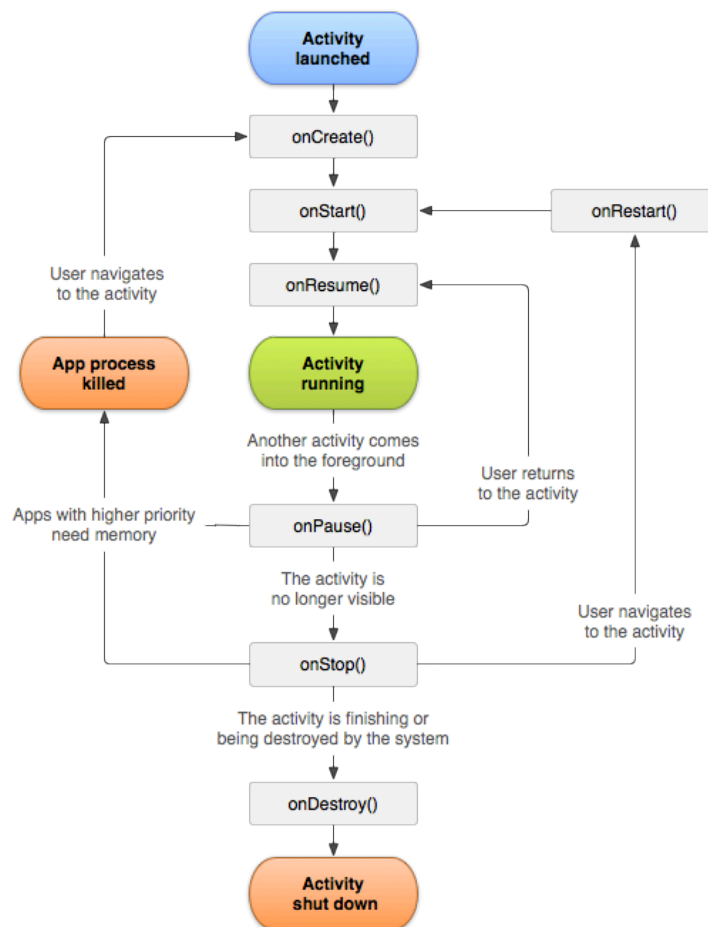 Activity
launched
onCreate()
onStart()
onRestart()
User navigates
to the activity
onResume()
App process
killed
Activity
running
Another activity comes
into the foreground
User returns
to the activity
Apps with higher priority
need memory
onPause()
The activity is
no longer visible
User navigates
to the activity
onStop()
The activity is finishing or
being destroyed by the system
onDestroy()
Activity
shut down